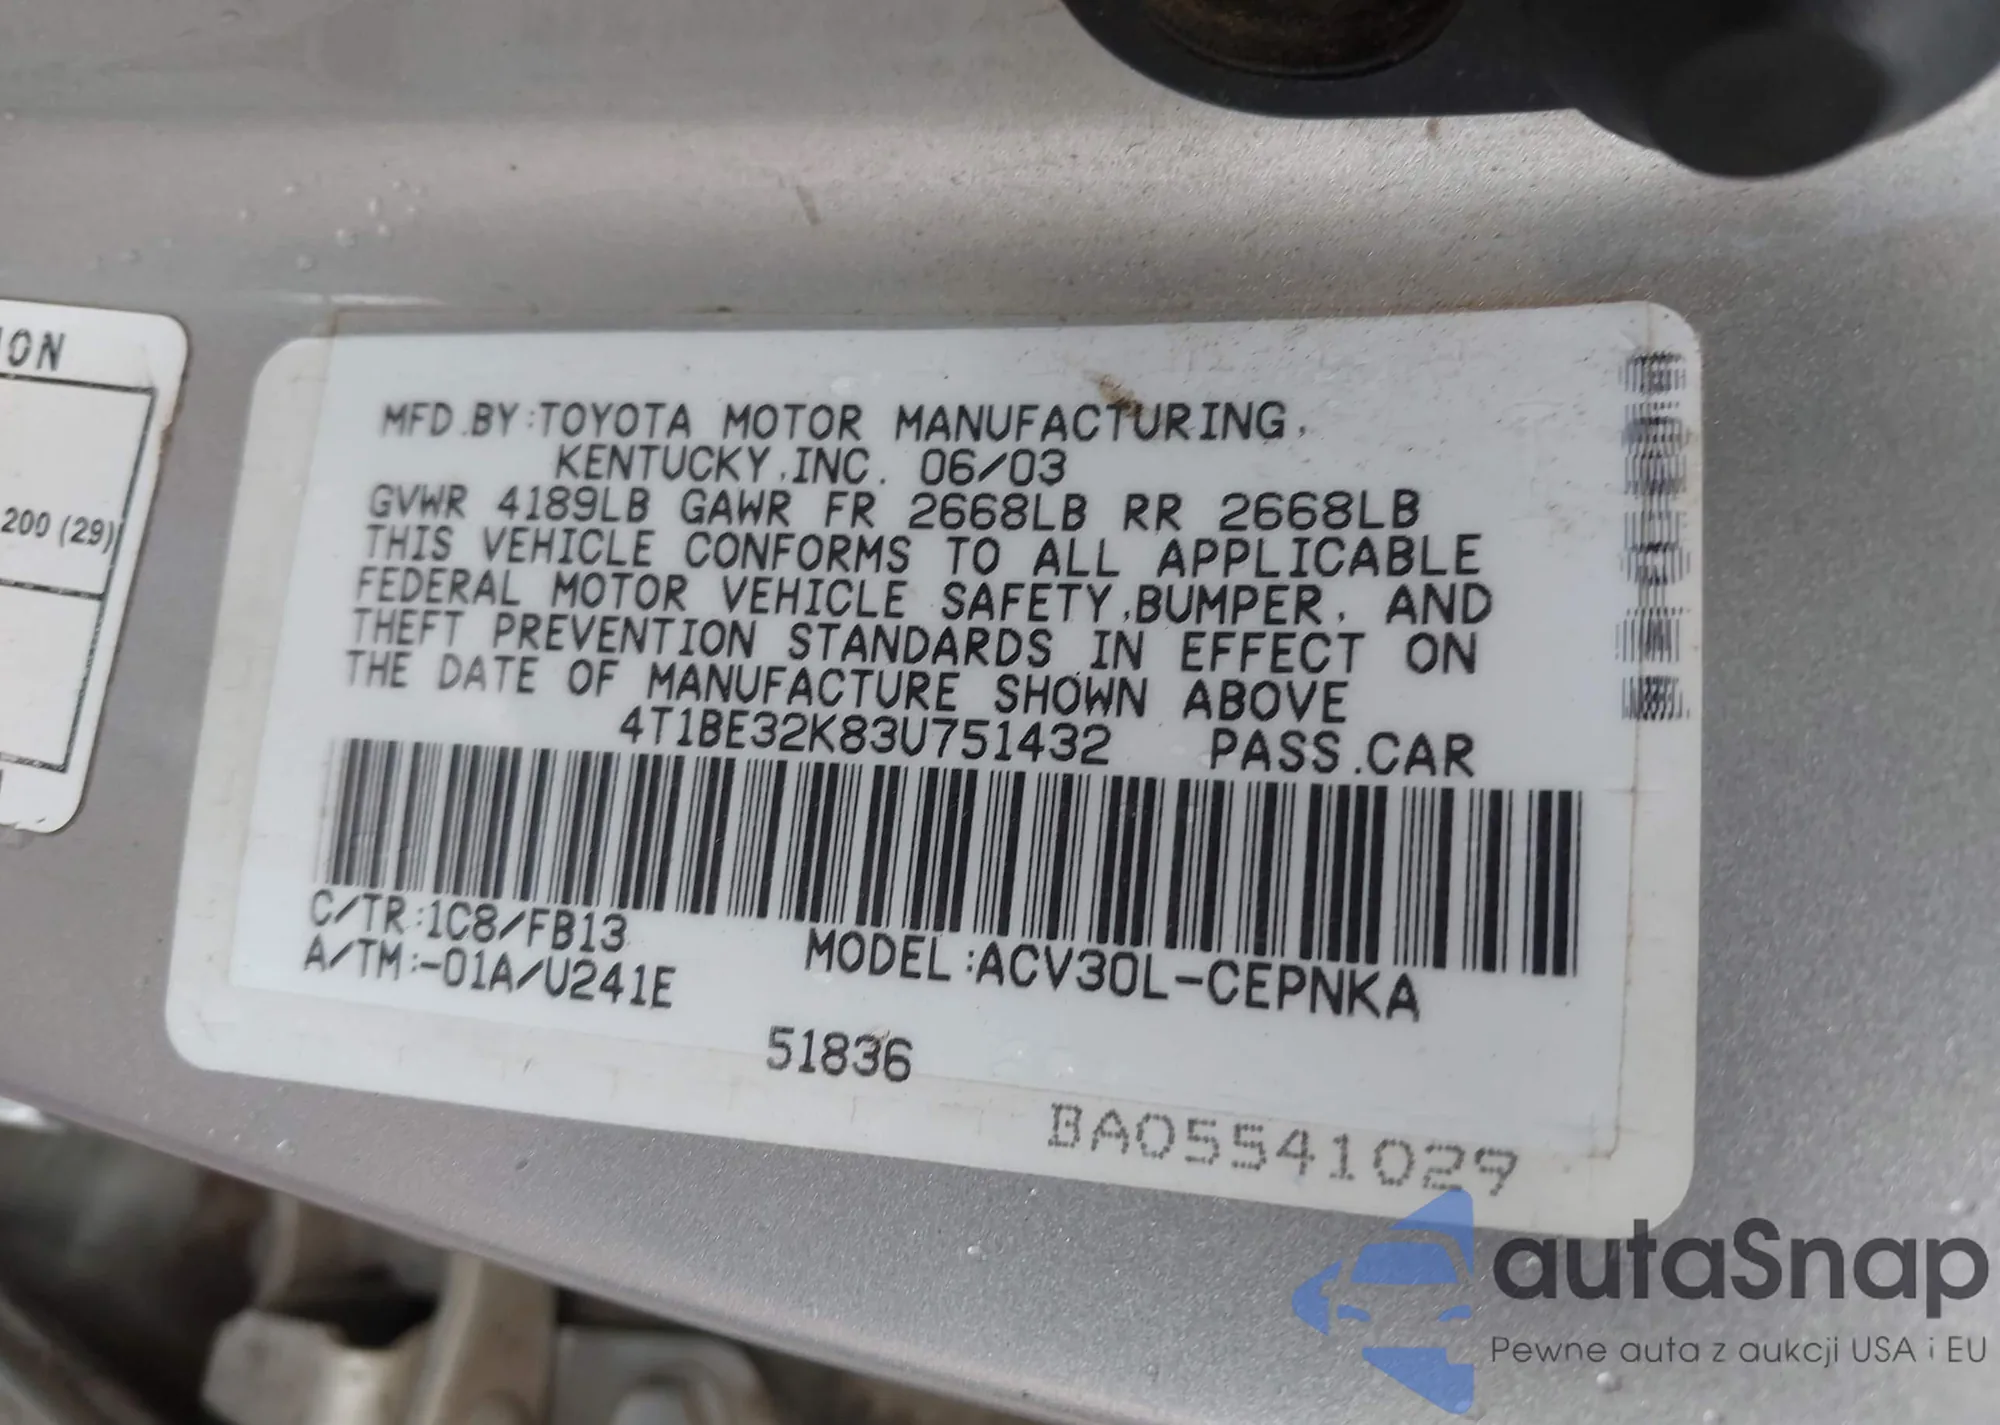 ION
200 (29)
MFD.BY:TOYOTA MOTOR MANUFACTURING,
KENTUCKY,INC. 06/03
GVWR 4189LB GAWR FR 2668LB RR 2668LB
THIS VEHICLE CONFORMS TO ALL APPLICABLE
FEDERAL MOTOR VEHICLE SAFETY,BUMPER, AND
THEFT PREVENTION STANDARDS IN EFFECT ON
THE DATE OF MANUFACTURE SHOWN ABOVE
4T1BE32K83U751432 PASS.CAR
C/TR:1C8/FB13
A/TM:-01A/U241E
MODEL:ACV30L-CEPNKA
51836
BA05541029
autaSnap
Pewne auta z aukcji USA i EU